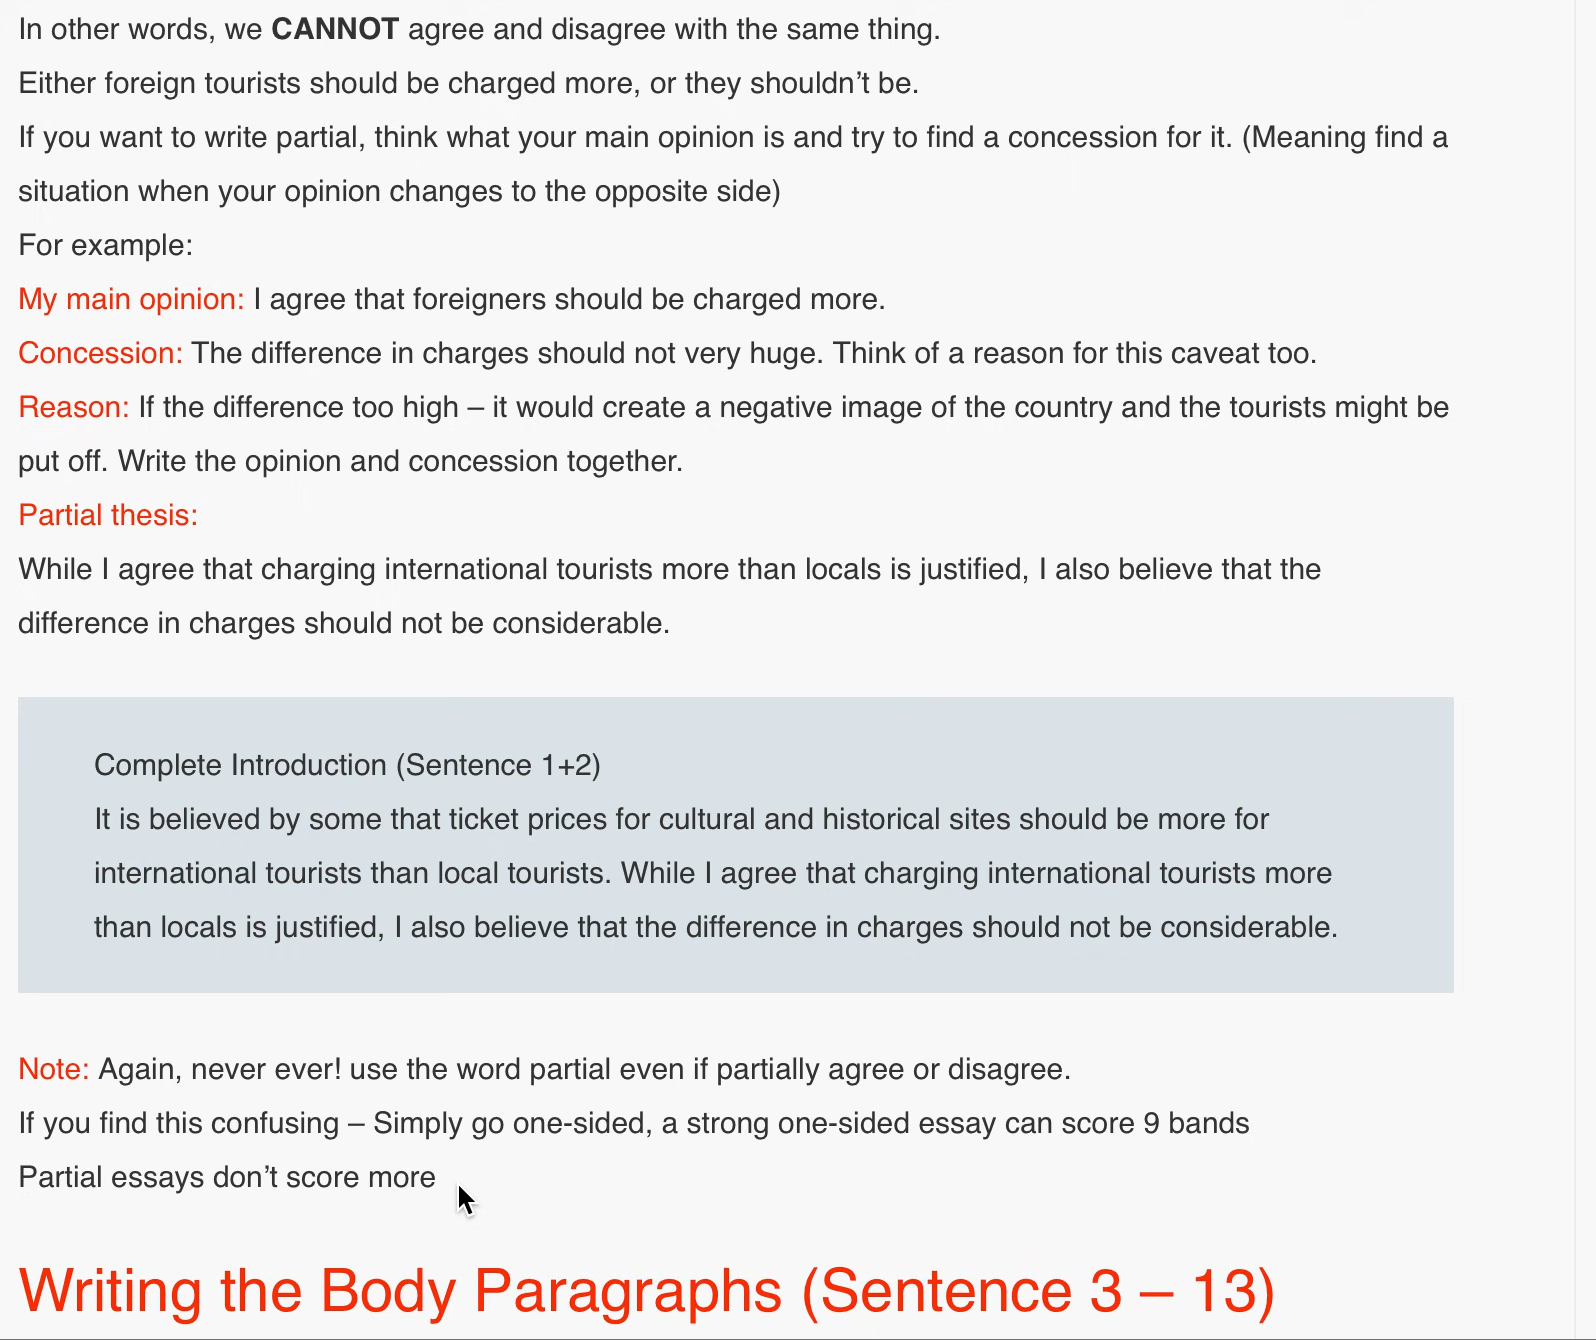 In other words, we CANNOT agree and disagree with the same thing.
Either foreign tourists should be charged more, or they shouldn’t be.
If you want to write partial, think what your main opinion is and try to find a concession for it. (Meaning find a
situation when your opinion changes to the opposite side)
For example:
My main opinion: I agree that foreigners should be charged more.
Concession: The difference in charges should not very huge. Think of a reason for this caveat too.
Reason: If the difference too high – it would create a negative image of the country and the tourists might be
put off. Write the opinion and concession together.
Partial thesis:
While I agree that charging international tourists more than locals is justified, I also believe that the
difference in charges should not be considerable.
Complete Introduction (Sentence 1+2)
It is believed by some that ticket prices for cultural and historical sites should be more for
international tourists than local tourists. While I agree that charging international tourists more
than locals is justified, I also believe that the difference in charges should not be considerable.
Note: Again, never ever! use the word partial even if partially agree or disagree.
If you find this confusing – Simply go one-sided, a strong one-sided essay can score 9 bands
Partial essays don’t score more
Writing the Body Paragraphs (Sentence 3 – 13)